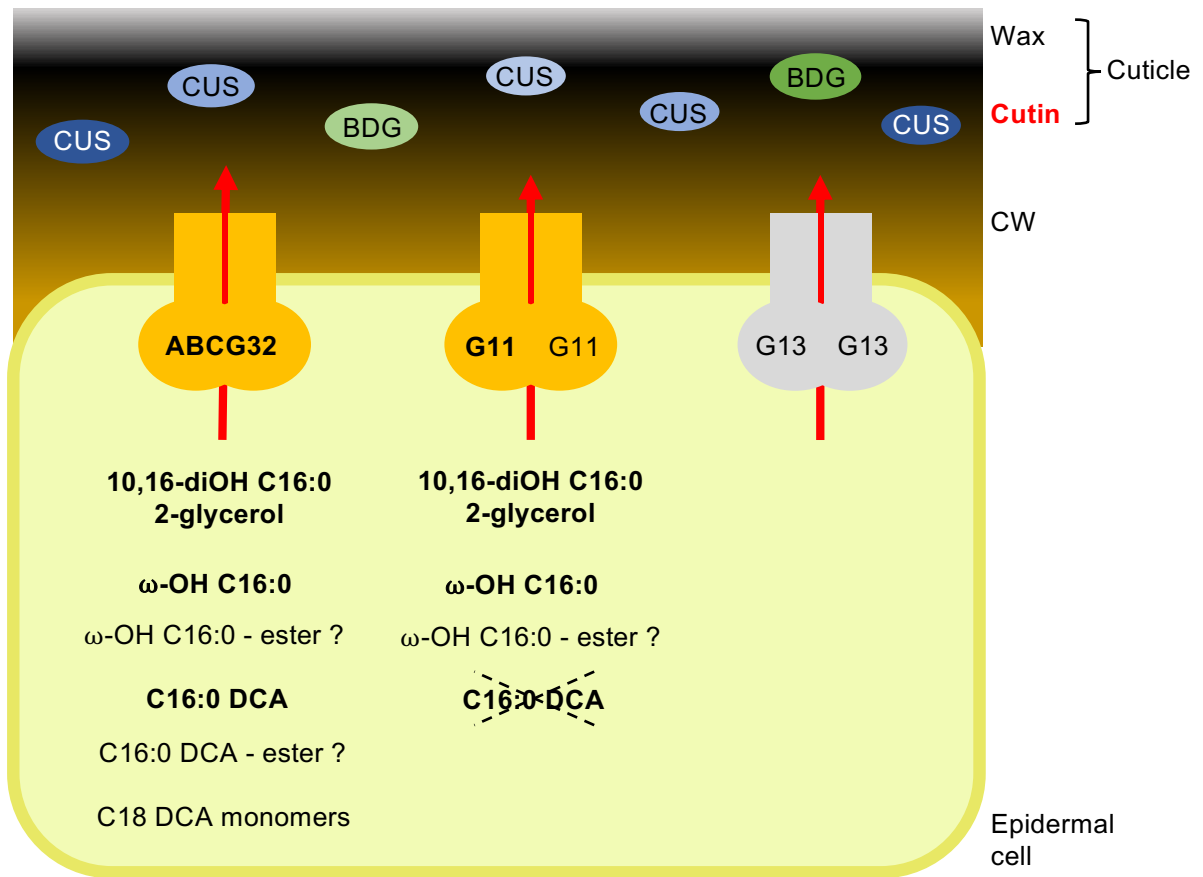 Wax
Cuticle
CUS
CUS
BDG
CUS
BDG
CUS
CUS
Cutin
CW
ABCG32
G11 G11
G13 G13
10,16-diOH C16:0
2-glycerol
10,16-diOH C16:0
2-glycerol
ω-OH C16:0
ω-OH C16:0
ω-OH C16:0 - ester ?
ω-OH C16:0 - ester ?
C16:0 DCA
C16:0 DCA
C16:0 DCA - ester ?
C18 DCA monomers
Epidermal
cell